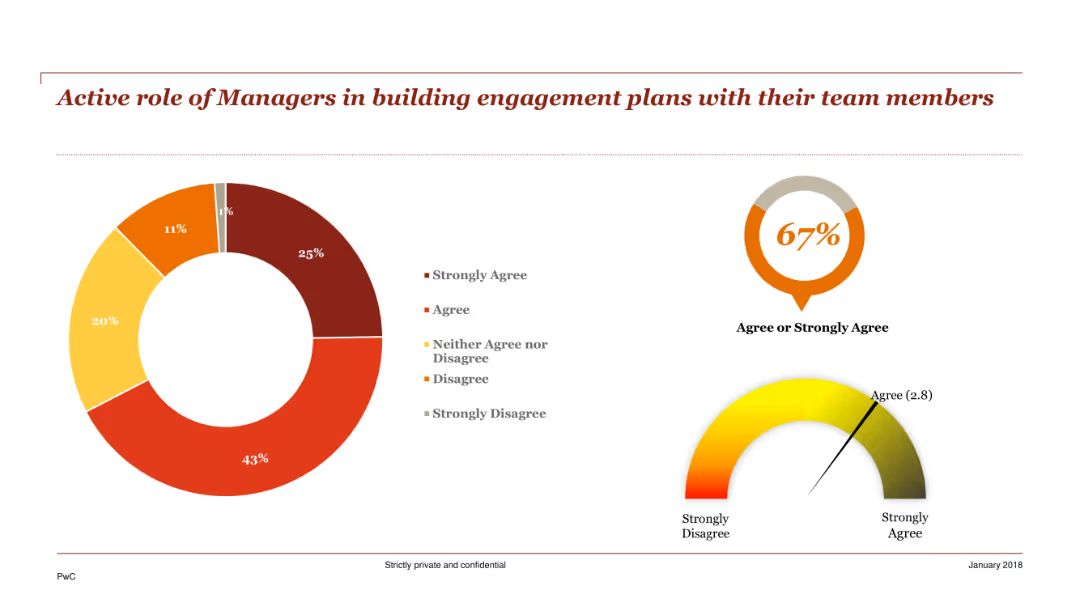 Active role of Managers in building engagement plans with their team members
1%
11%
25%
20%
43%
Strongly Agree
Agree
Neither Agree nor
Disagree
Disagree
Strongly Disagree
67%
Agree or Strongly Agree
Agree (2.8)
Strongly
Disagree
Strongly
Agree
Strictly private and confidential
January 2018
PwC